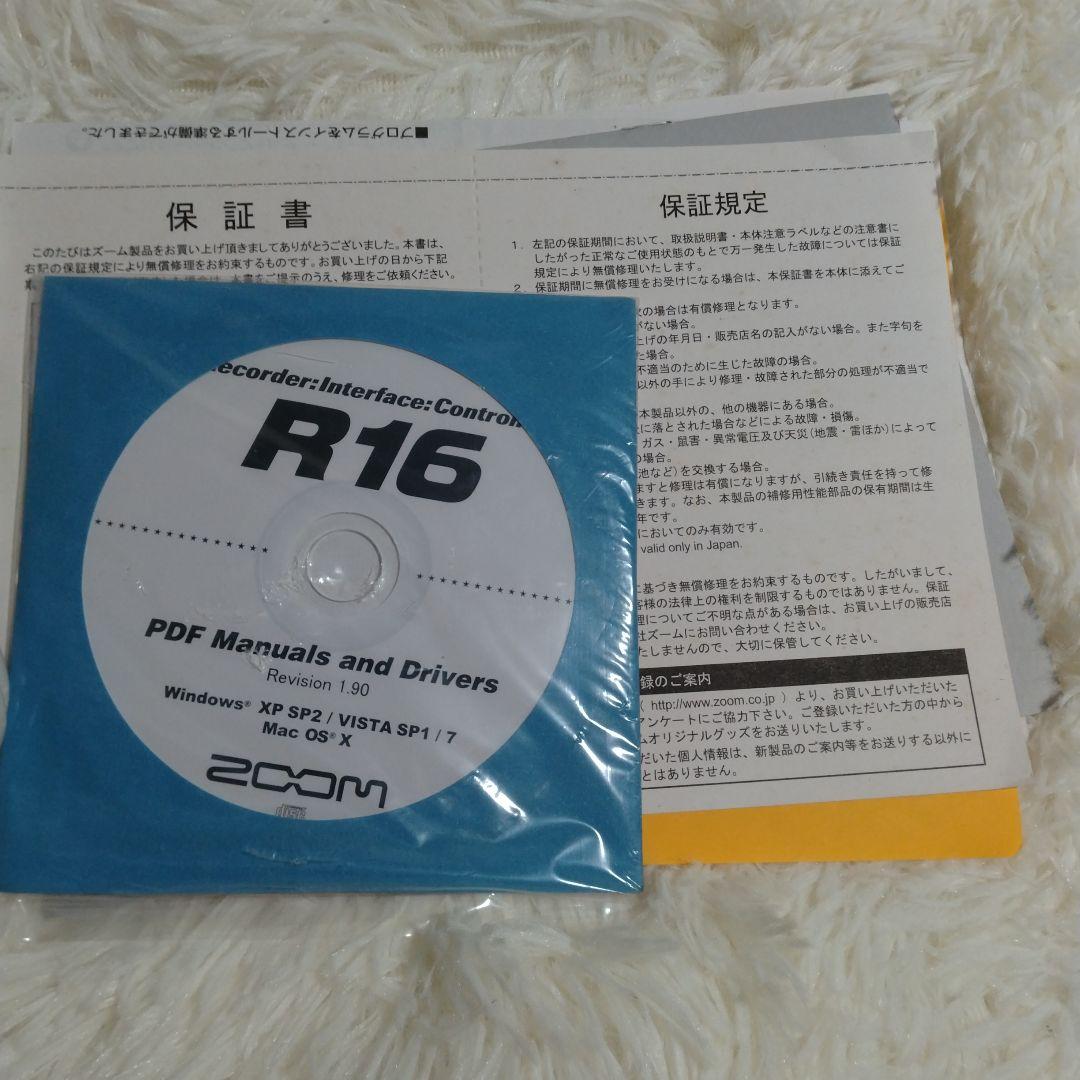 ■プログラムをインストールする準備ができました。
保証書
このたびはズーム製品をお買い上げ頂きましてありがとうございました。本書は、
右記の保証規定により無償修理をお約束するものです。お買い上げの日から下記
本書をご提示のうえ、修理をご依頼ください。
保証規定
1. 左記の保証期間において、取扱説明書・本体注意ラベルなどの注意書に
したがった正常なご使用状態のもとで万一発生した故障については保証
規定により無償修理いたします。
2. 保証期間に無償修理をお受けになる場合は、本保証書を本体に添えてご
の場合は有償修理となります。
がない場合。
上げの年月日・販売店名の記入がない場合。また字句を
た場合。
不適当のために生じた故障の場合。
以外の手により修理・故障された部分の処理が不適当で
本製品以外の、他の機器にある場合。
に落とされた場合などによる故障・損傷。
ガス・鼠害・異常電圧及び天災(地震・雷ほか)によって
の場合。
池など)を交換する場合。
ますと修理は有償になりますが、引続き責任を持って修
きます。なお、本製品の補修用性能部品の保有期間は生
年です。
においてのみ有効です。
valid only in Japan.
に基づき無償修理をお約束するものです。したがいまして、
客様の法律上の権利を制限するものではありません。保証
理についてご不明な点がある場合は、お買い上げの販売店
社ズームにお問い合わせください。
たしませんので、大切に保管してください。
録のご案内
( http://www.zoom.co.jp ) より、お買い上げいただいた
アンケートにご協力下さい。ご登録いただいた方の中から
ムオリジナルグッズをお送りいたします。
だいた個人情報は、新製品のご案内等をお送りする以外に
とはありません。
ecorder:Interface:Contro
R16
PDF Manuals and Drivers
Revision 1.90
Windows® XP SP2 / VISTA SP1 / 7
Mac OS® X
ZOOM
disc